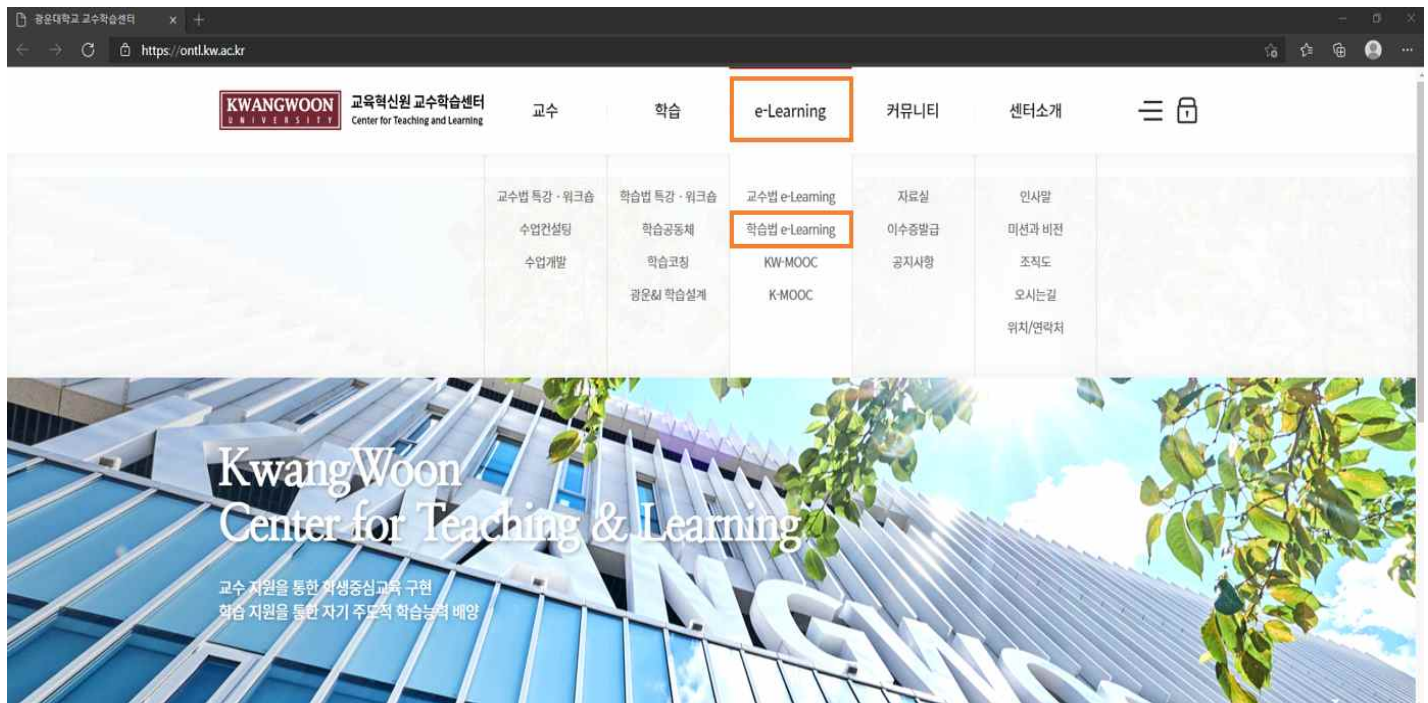 광운대학교 교수학습센터
https://ontl.kw.ac.kr
KWANGWOON
UNIVERSITY
교육혁신원 교수학습센터
Center for Teaching and Learning
교수 학습 e-Learning 커뮤니티 센터소개
교수법 특강 · 워크숍 학습법 특강 · 워크숍 교수법 e-Learning 자료실 인사말
수업컨설팅 학습공동체 학습법 e-Learning 이수증발급 미션과 비전
수업개발 학습코칭 KW-MOOC 공지사항 조직도
광운&I 학습설계 K-MOOC 오시는길
위치/연락처
KwangWoon
Center for Teaching & Learning
교수 지원을 통한 학생중심교육 구현
학습 지원을 통한 자기 주도적 학습능력 배양
KWANGWO